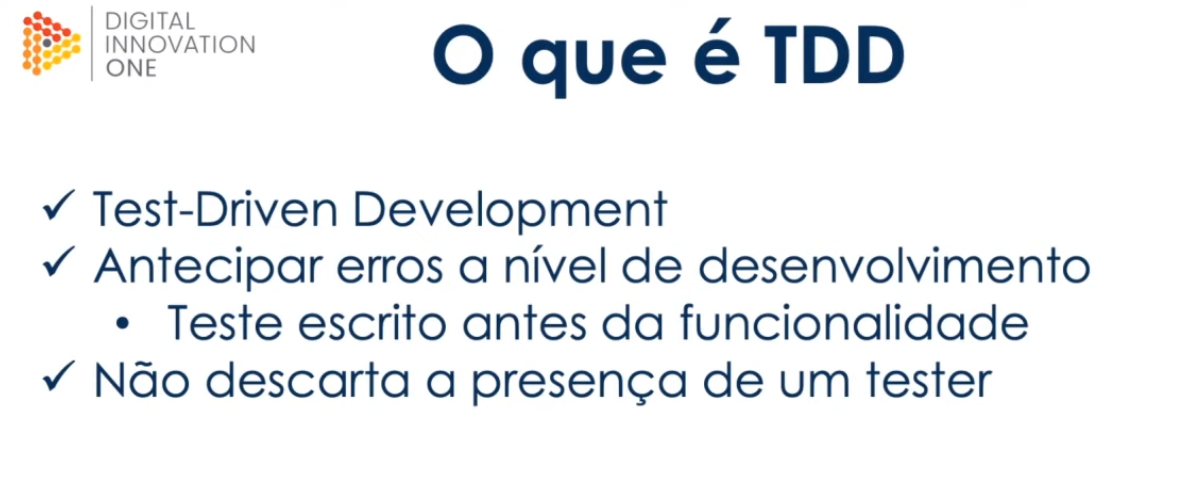 DIGITAL
INNOVATION
ONE
O que é TDD
✓ Test-Driven Development
✓ Antecipar erros a nível de desenvolvimento
• Teste escrito antes da funcionalidade
✓ Não descarta a presença de um tester